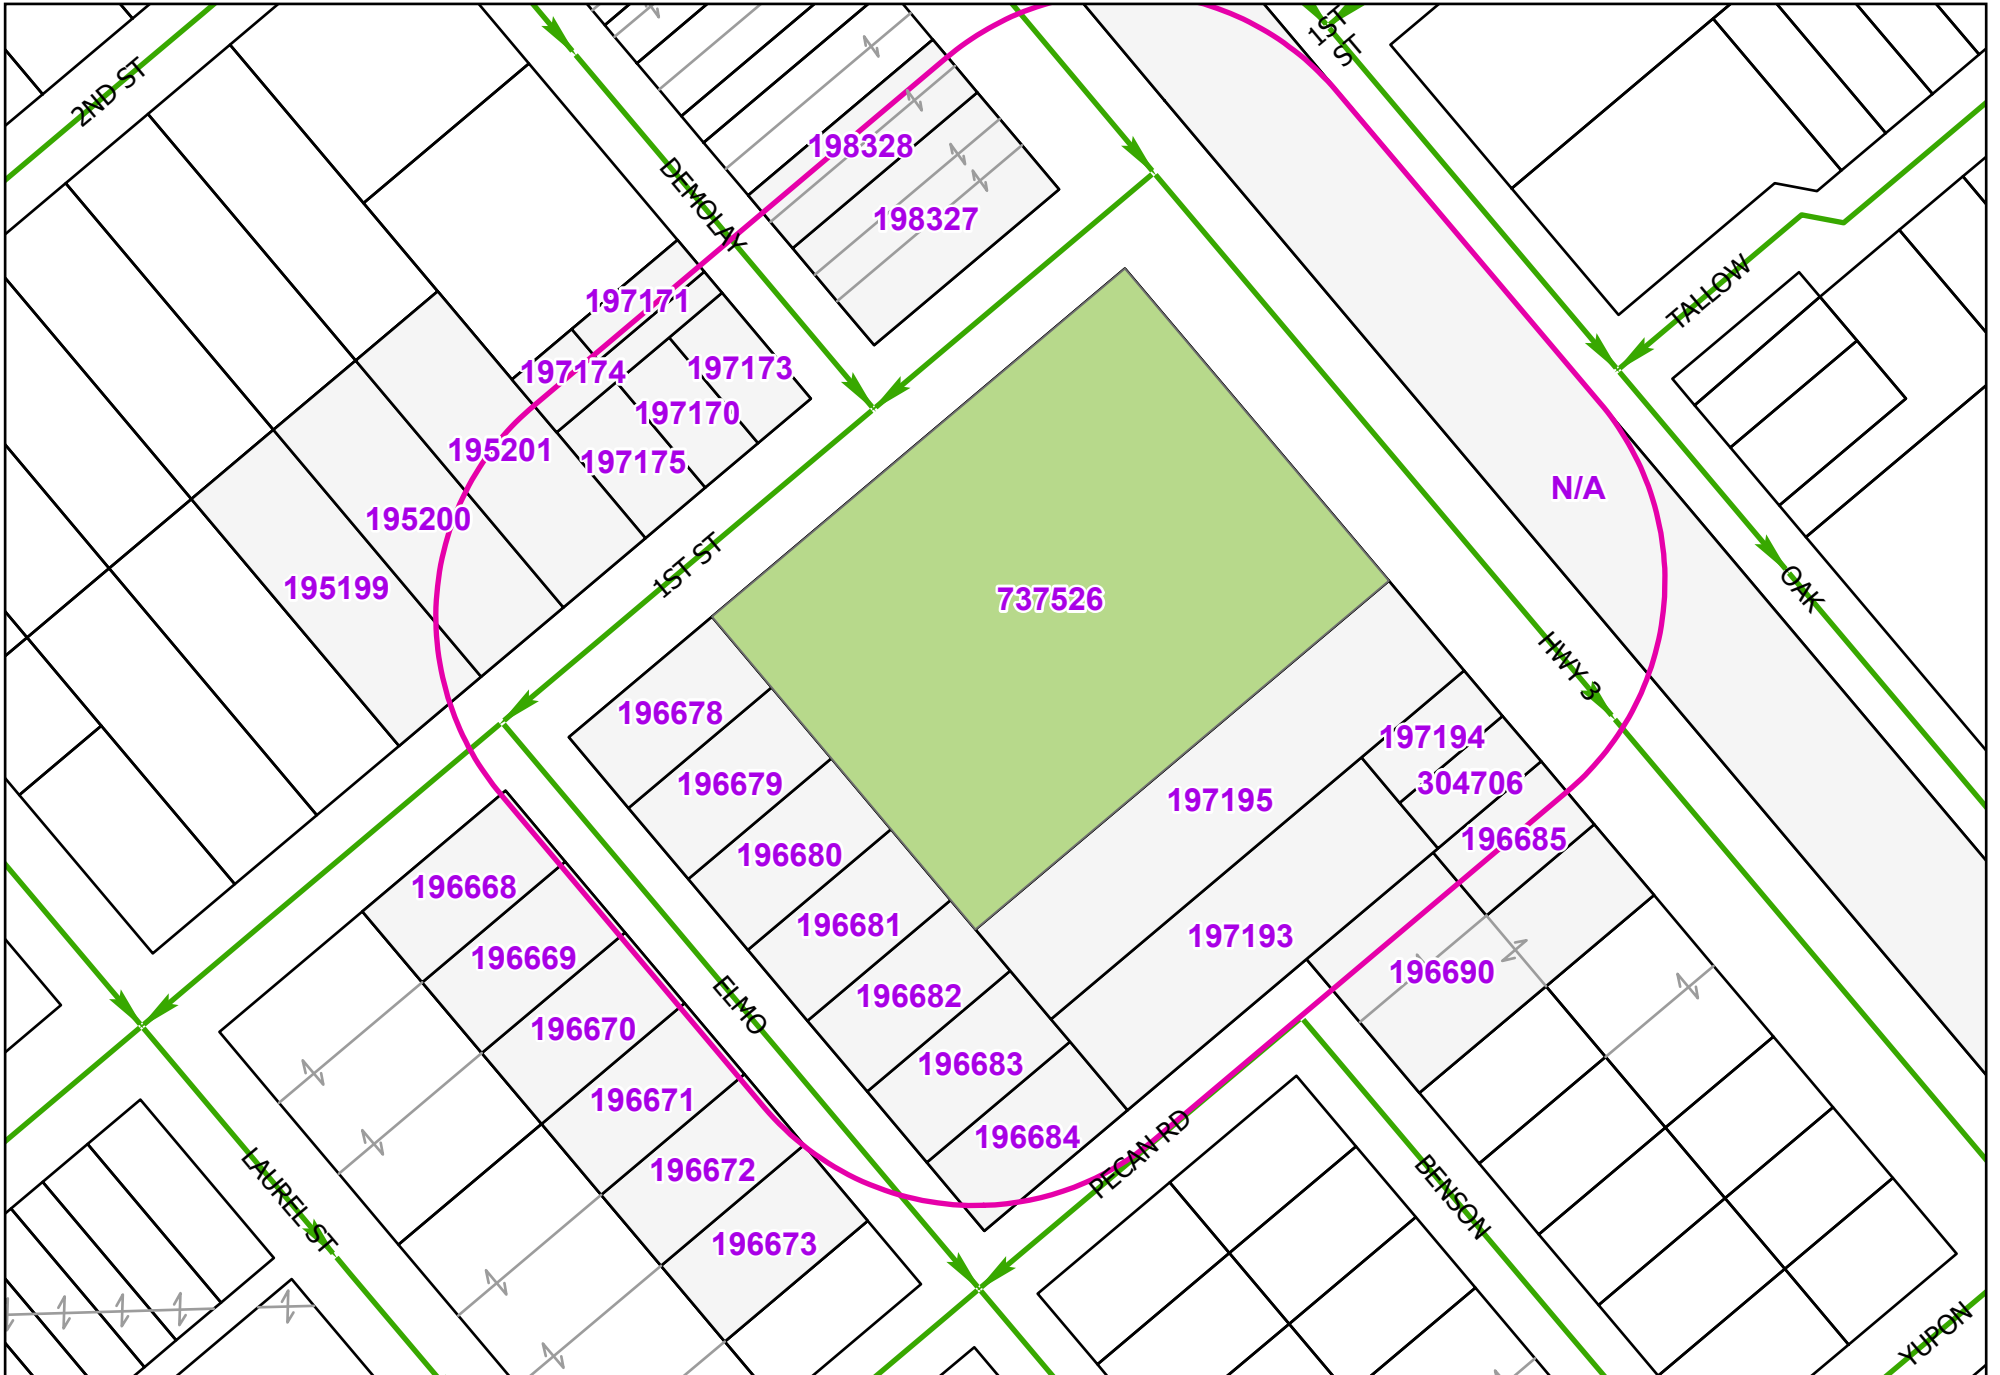 1ST ST
2ND ST
198328
DEMOLAY
198327
TALLOW
197171
197174
197173
197170
195201
197175
N/A
195200
1ST ST
195199
737526
OAK
HWY 3
196678
197194
196679
304706
197195
196685
196680
196668
196681
197193
196669
196690
196682
ELMO
196670
196683
196671
196684
PECAN RD
196672
BENSON
LAUREL ST
196673
YUPON